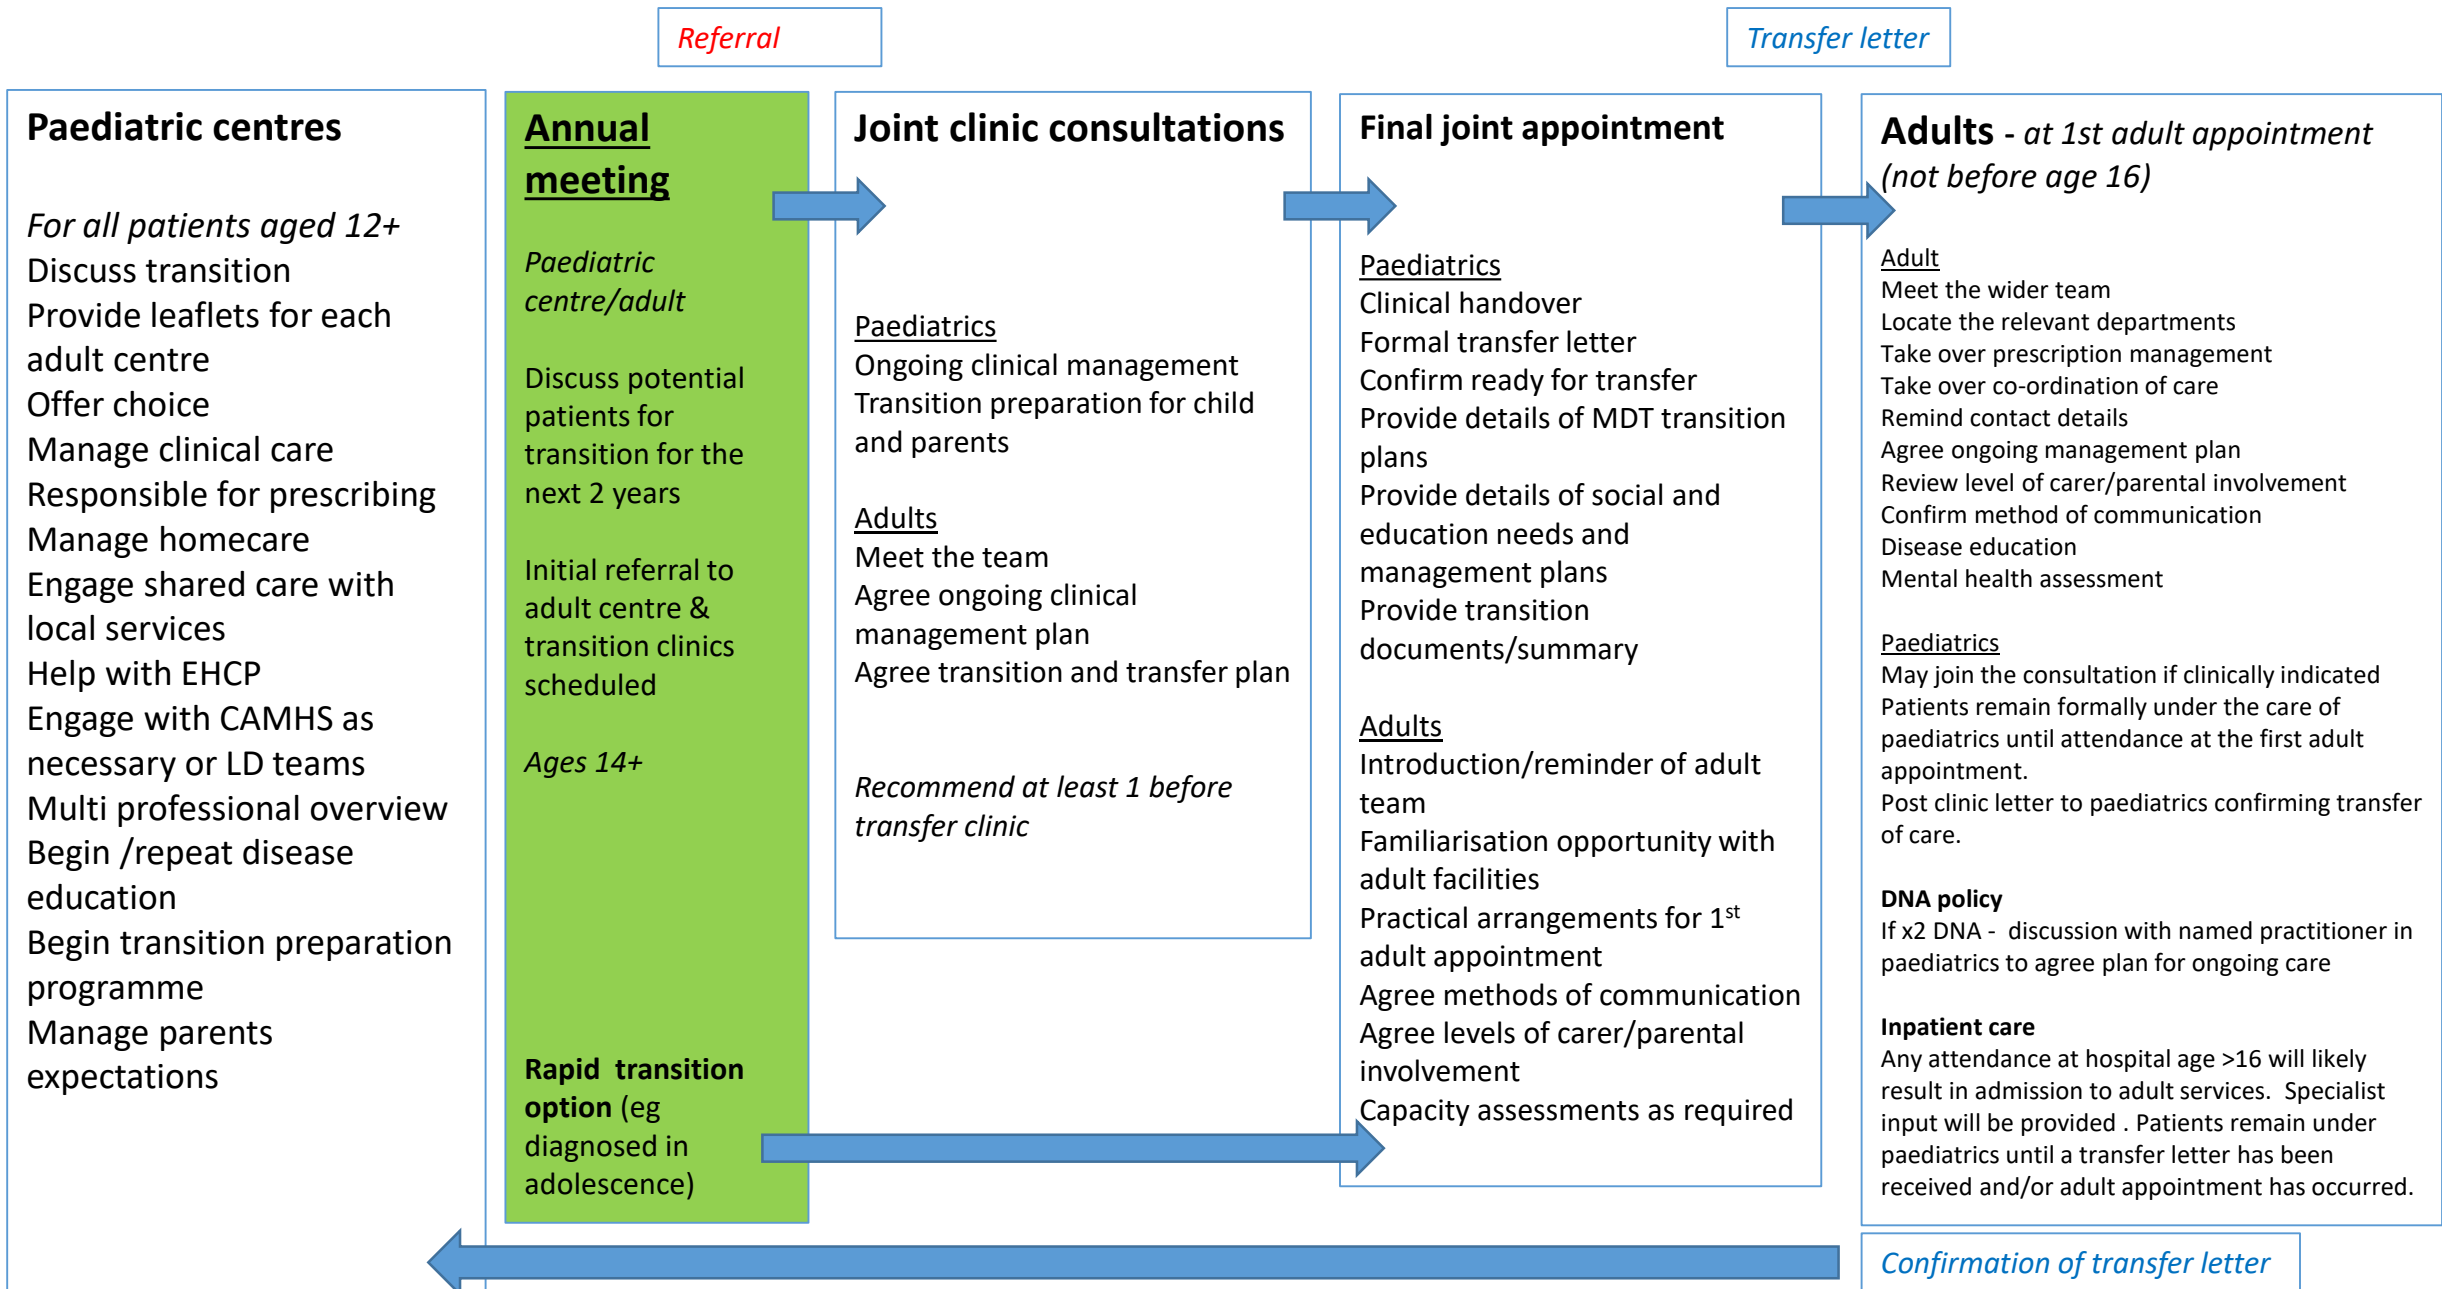 Referral
Transfer letter
Paediatric centres
For all patients aged 12+
Discuss transition
Provide leaflets for each
adult centre
Offer choice
Manage clinical care
Responsible for prescribing
Manage homecare
Engage shared care with
local services
Help with EHCP
Engage with CAMHS as
necessary or LD teams
Multi professional overview
Begin /repeat disease
education
Begin transition preparation
programme
Manage parents
expectations
Annual
meeting
Paediatric
centre/adult
Discuss potential
patients for
transition for the
next 2 years
Initial referral to
adult centre &
transition clinics
scheduled
Ages 14+
Rapid  transition
option (eg
diagnosed in
adolescence)
Joint clinic consultations
Paediatrics
Ongoing clinical management
Transition preparation for child
and parents
Adults
Meet the team
Agree ongoing clinical
management plan
Agree transition and transfer plan
Recommend at least 1 before
transfer clinic
Final joint appointment
Paediatrics
Clinical handover
Formal transfer letter
Confirm ready for transfer
Provide details of MDT transition
plans
Provide details of social and
education needs and
management plans
Provide transition
documents/summary
Adults
Introduction/reminder of adult
team
Familiarisation opportunity with
adult facilities
Practical arrangements for 1st
adult appointment
Agree methods of communication
Agree levels of carer/parental
involvement
Capacity assessments as required
Adults - at 1st adult appointment
(not before age 16)
Adult
Meet the wider team
Locate the relevant departments
Take over prescription management
Take over co-ordination of care
Remind contact details
Agree ongoing management plan
Review level of carer/parental involvement
Confirm method of communication
Disease education
Mental health assessment
Paediatrics
May join the consultation if clinically indicated
Patients remain formally under the care of
paediatrics until attendance at the first adult
appointment.
Post clinic letter to paediatrics confirming transfer
of care.
DNA policy
If x2 DNA -  discussion with named practitioner in
paediatrics to agree plan for ongoing care
Inpatient care
Any attendance at hospital age >16 will likely
result in admission to adult services.  Specialist
input will be provided . Patients remain under
paediatrics until a transfer letter has been
received and/or adult appointment has occurred.
Confirmation of transfer letter